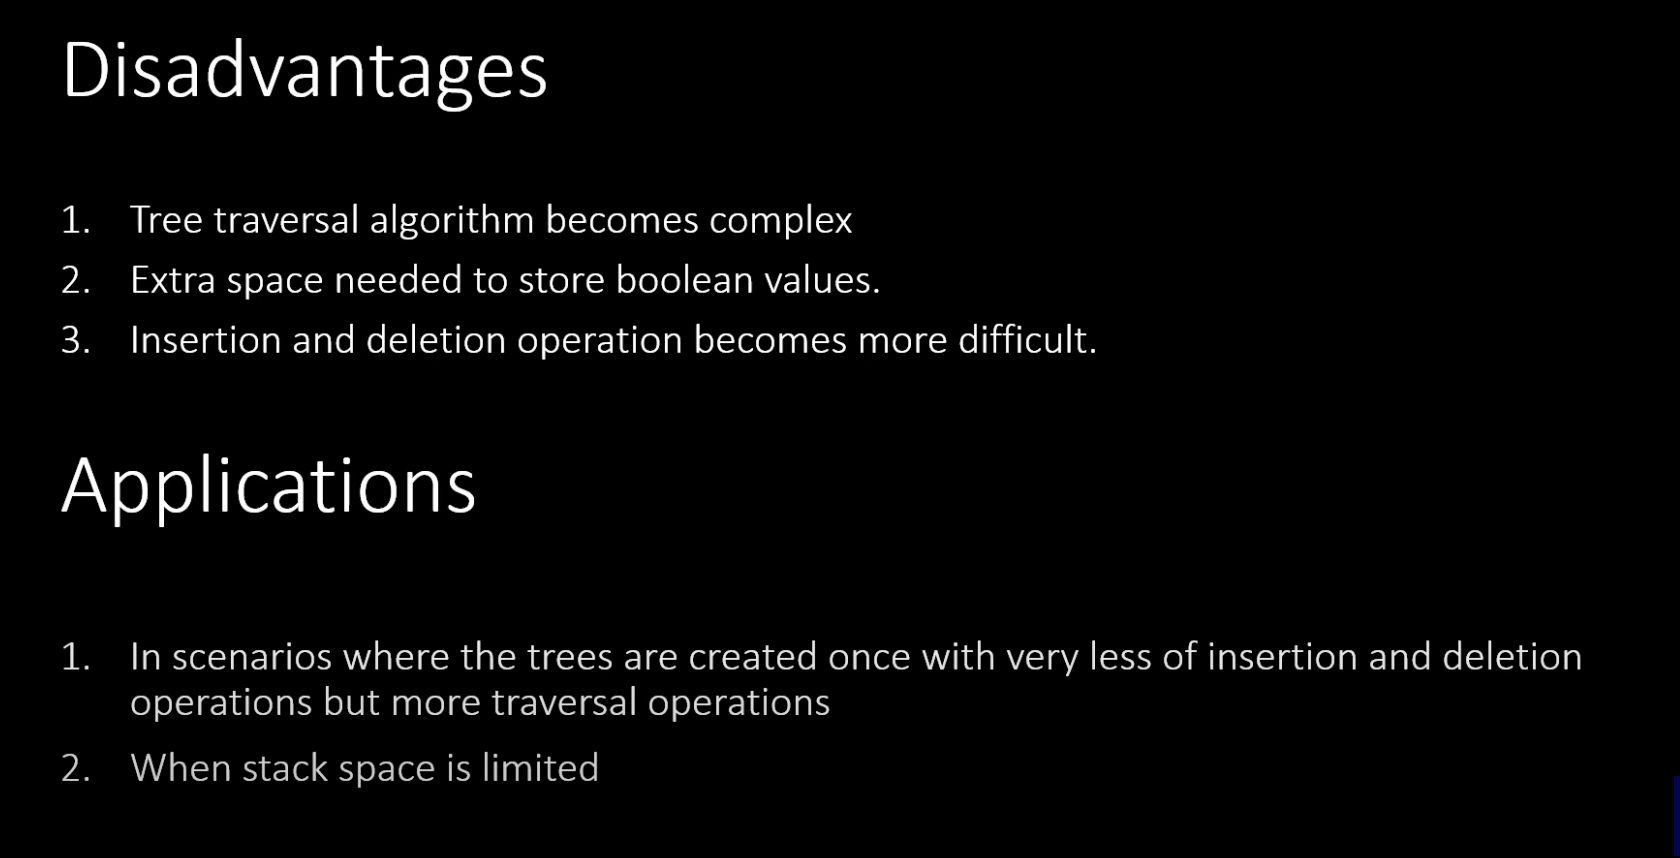 Disadvantages
1. Tree traversal algorithm becomes complex
2. Extra space needed to store boolean values.
3. Insertion and deletion operation becomes more difficult.
Applications
1. In scenarios where the trees are created once with very less of insertion and deletion
operations but more traversal operations
2. When stack space is limited